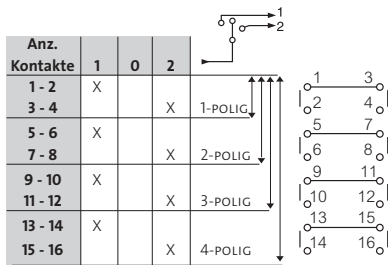 1
2
Anz.
Kontakte 1 0 2
1 - 2 X
3 - 4 X 1-POLIG
5 - 6 X
7 - 8 X 2-POLIG
9 - 10 X
11 - 12 X 3-POLIG
13 - 14 X
15 - 16 X 4-POLIG
1 3
2 4
5 7
6 8
9 11
10 12
13 15
14 16